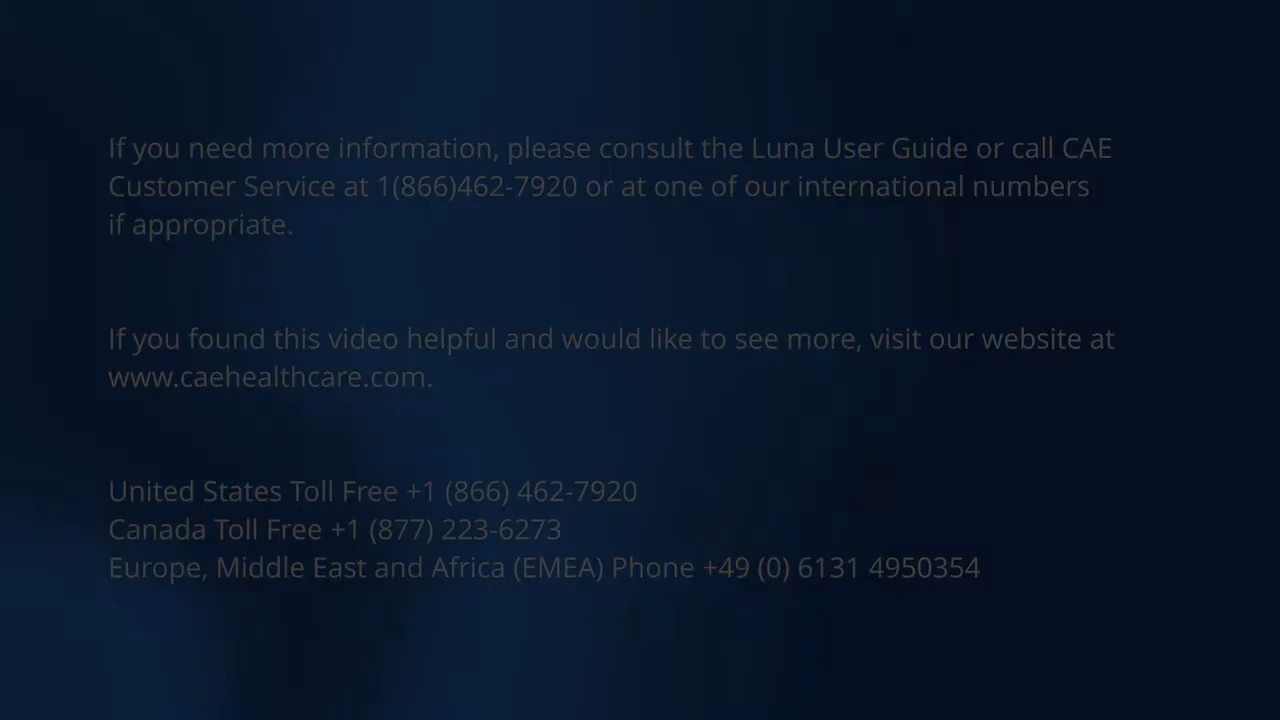 If you need more information, please consult the Luna User Guide or call CAE
Customer Service at 1(866)462-7920 or at one of our international numbers
if appropriate.
If you found this video helpful and would like to see more, visit our website at
www.caehealthcare.com.
United States Toll Free +1 (866) 462-7920
Canada Toll Free +1 (877) 223-6273
Europe, Middle East and Africa (EMEA) Phone +49 (0) 6131 4950354